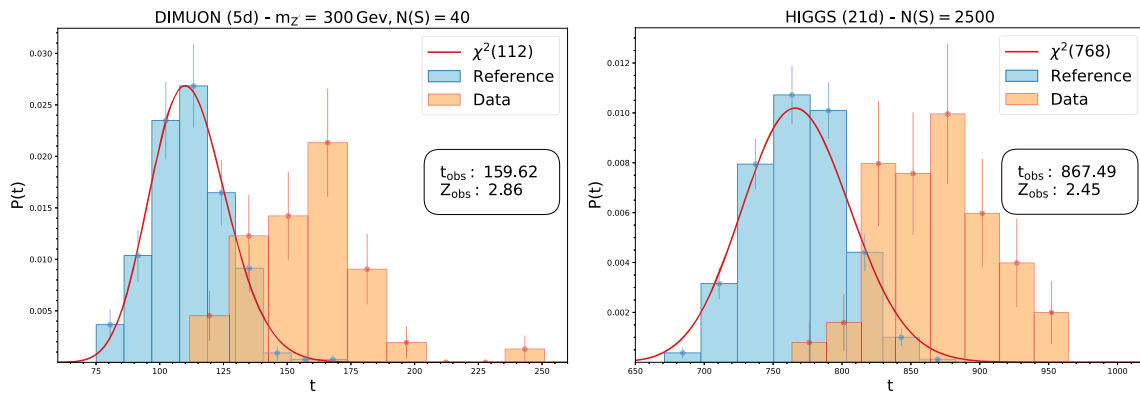 DIMUON (5d) - m_Z' = 300 Gev, N(S) = 40
0.030
0.025
0.020
0.015
0.010
0.005
P(t)
χ²(112)
Reference
Data
t_obs : 159.62
Z_obs : 2.86
75 100 125 150 175 200 225 250
t
HIGGS (21d) - N(S) = 2500
0.012
0.010
0.008
0.006
0.004
0.002
P(t)
χ²(768)
Reference
Data
t_obs : 867.49
Z_obs : 2.45
650 700 750 800 850 900 950 1000
t